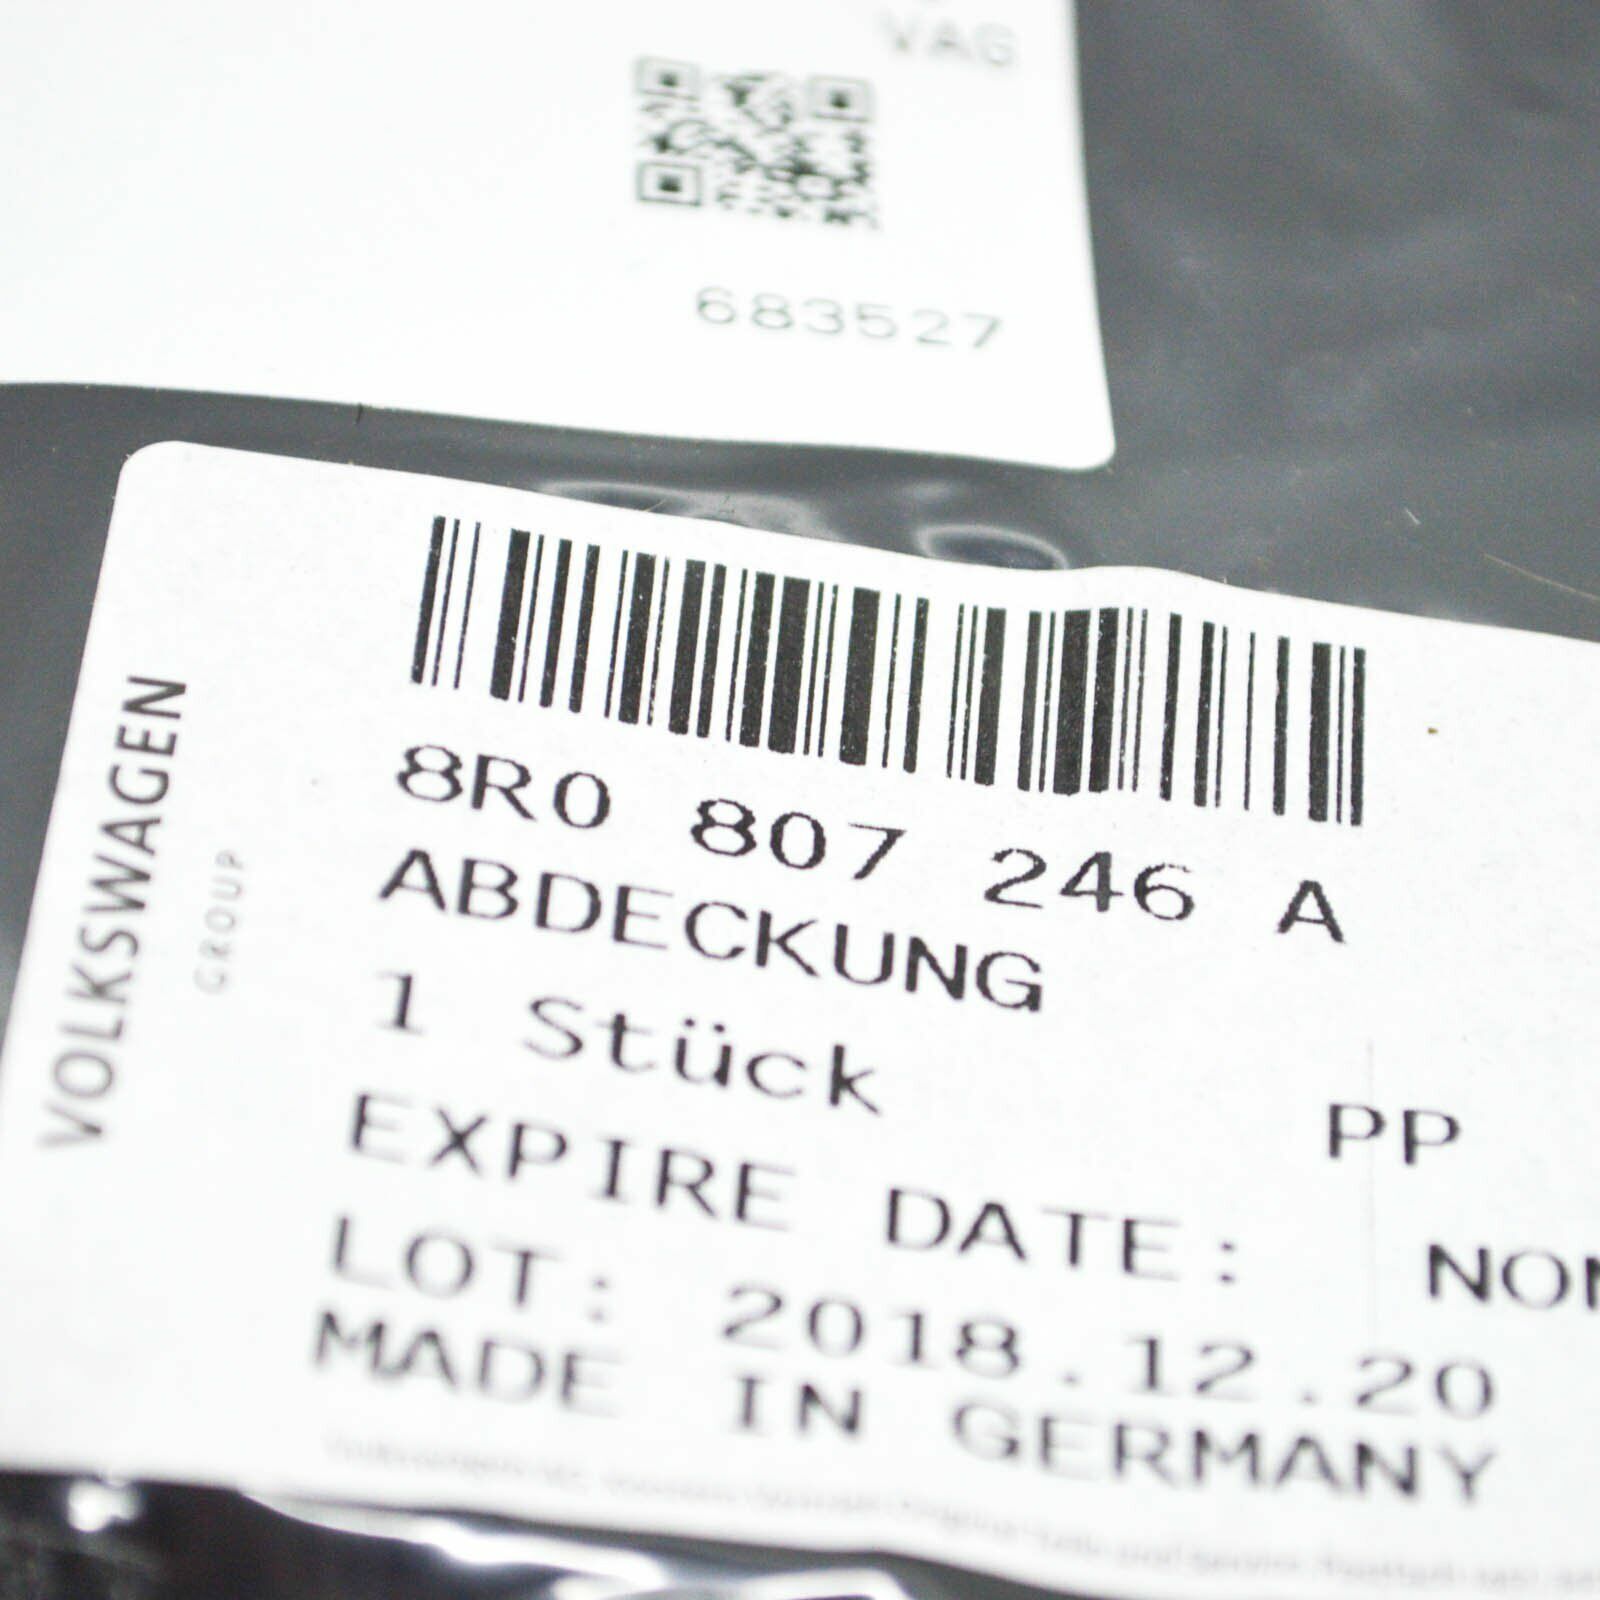 VAG
683527
VOLKSWAGEN
GROUP
8R0 807 246 A
ABDECKUNG
1 Stück PP
EXPIRE DATE: NON
LOT: 2018.12.20
MADE IN GERMANY